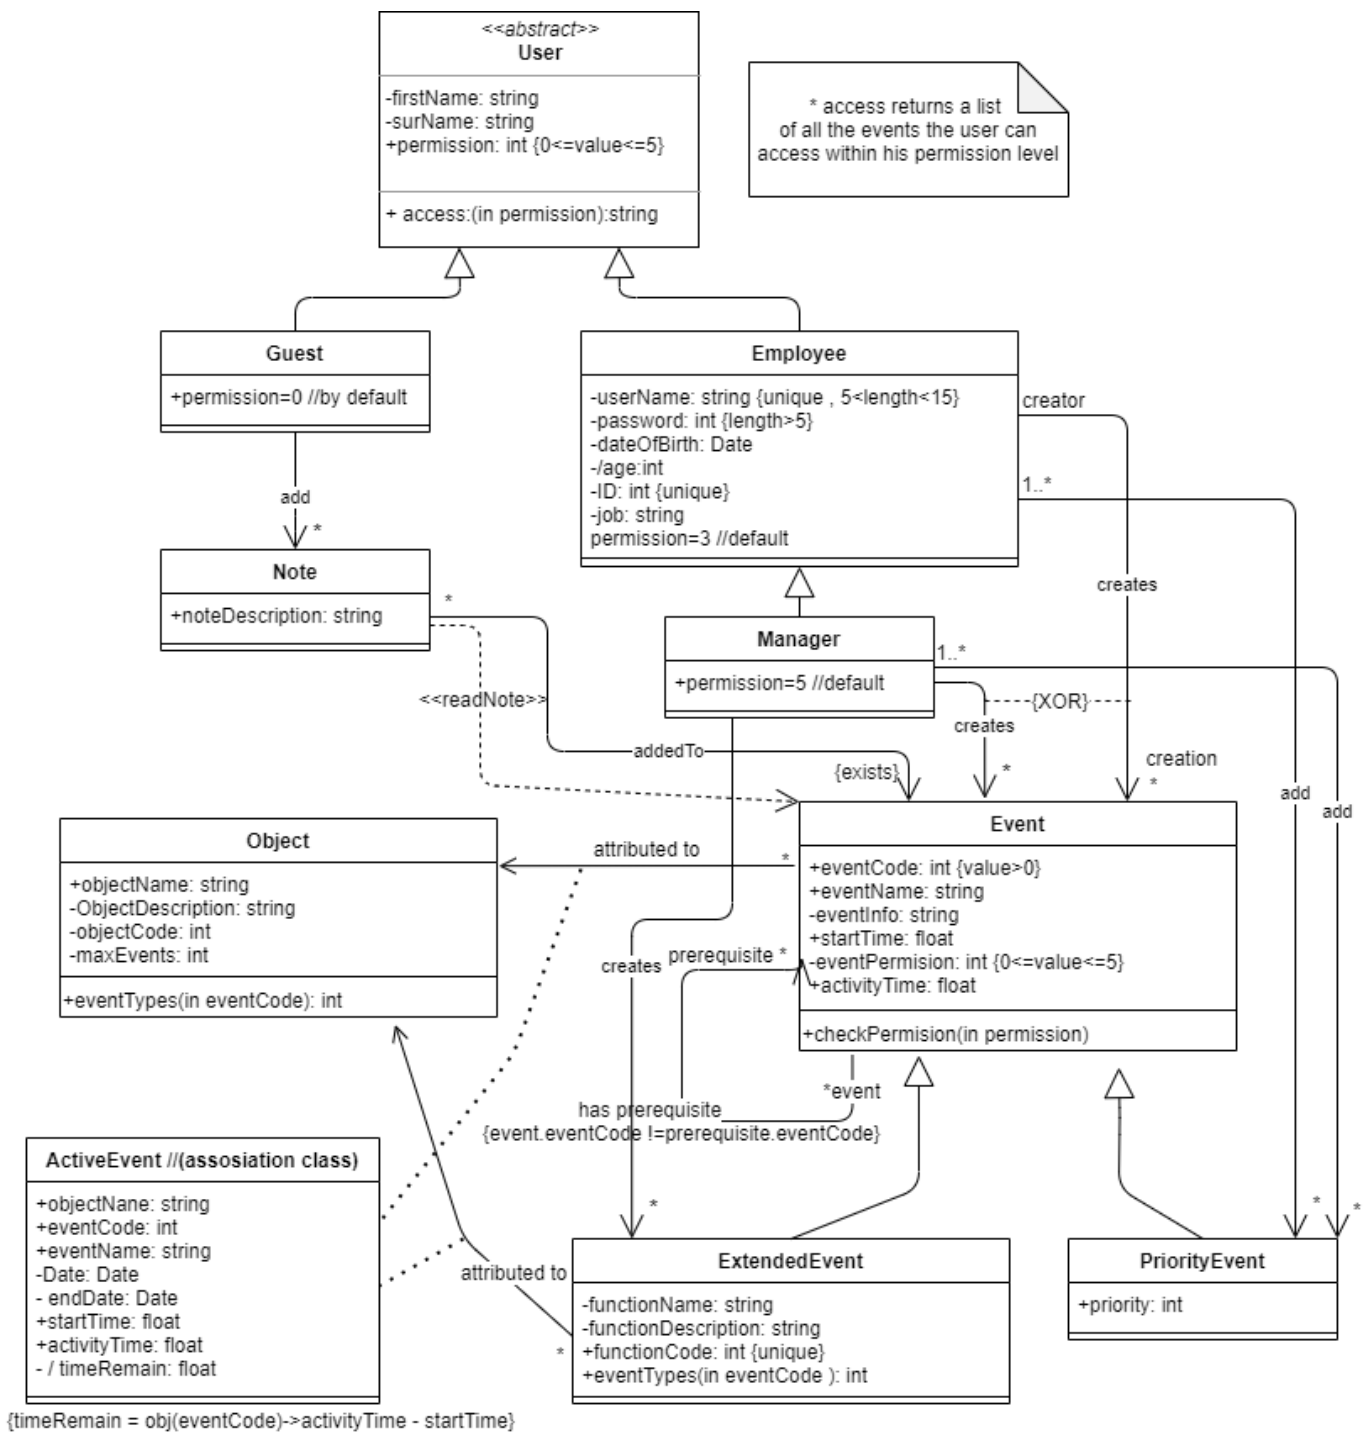 <<abstract>>
User
-firstName: string
-surName: string
+permission: int {0<=value<=5}
+ access:(in permission):string
* access returns a list
of all the events the user can
access within his permission level
Guest
+permission=0 //by default
Employee
-userName: string {unique , 5<length<15}
-password: int {length>5}
-dateOfBirth: Date
-/age:int
-ID: int {unique}
-job: string
permission=3 //default
creator
1..*
creates
add
*
Note
+noteDescription: string
*
<<readNote>>
Manager
+permission=5 //default
1..*
{XOR}
creates
*
creation
*
addedTo
{exists}
add
add
Event
+eventCode: int {value>0}
+eventName: string
-eventInfo: string
+startTime: float
-eventPermision: int {0<=value<=5}
+activityTime: float
+checkPermision(in permission)
Object
+objectName: string
-ObjectDescription: string
-objectCode: int
-maxEvents: int
+eventTypes(in eventCode): int
attributed to
*
creates
prerequisite *
*event
has prerequisite
{event.eventCode !=prerequisite.eventCode}
ActiveEvent //(assosiation class)
+objectNane: string
+eventCode: int
+eventName: string
-Date: Date
- endDate: Date
+startTime: float
+activityTime: float
- / timeRemain: float
{timeRemain = obj(eventCode)->activityTime - startTime}
attributed to
*
*
ExtendedEvent
-functionName: string
-functionDescription: string
+functionCode: int {unique}
+eventTypes(in eventCode ): int
*
*
PriorityEvent
+priority: int